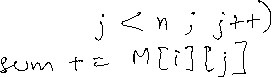 j < n ; j++)
sum += M[i][j]